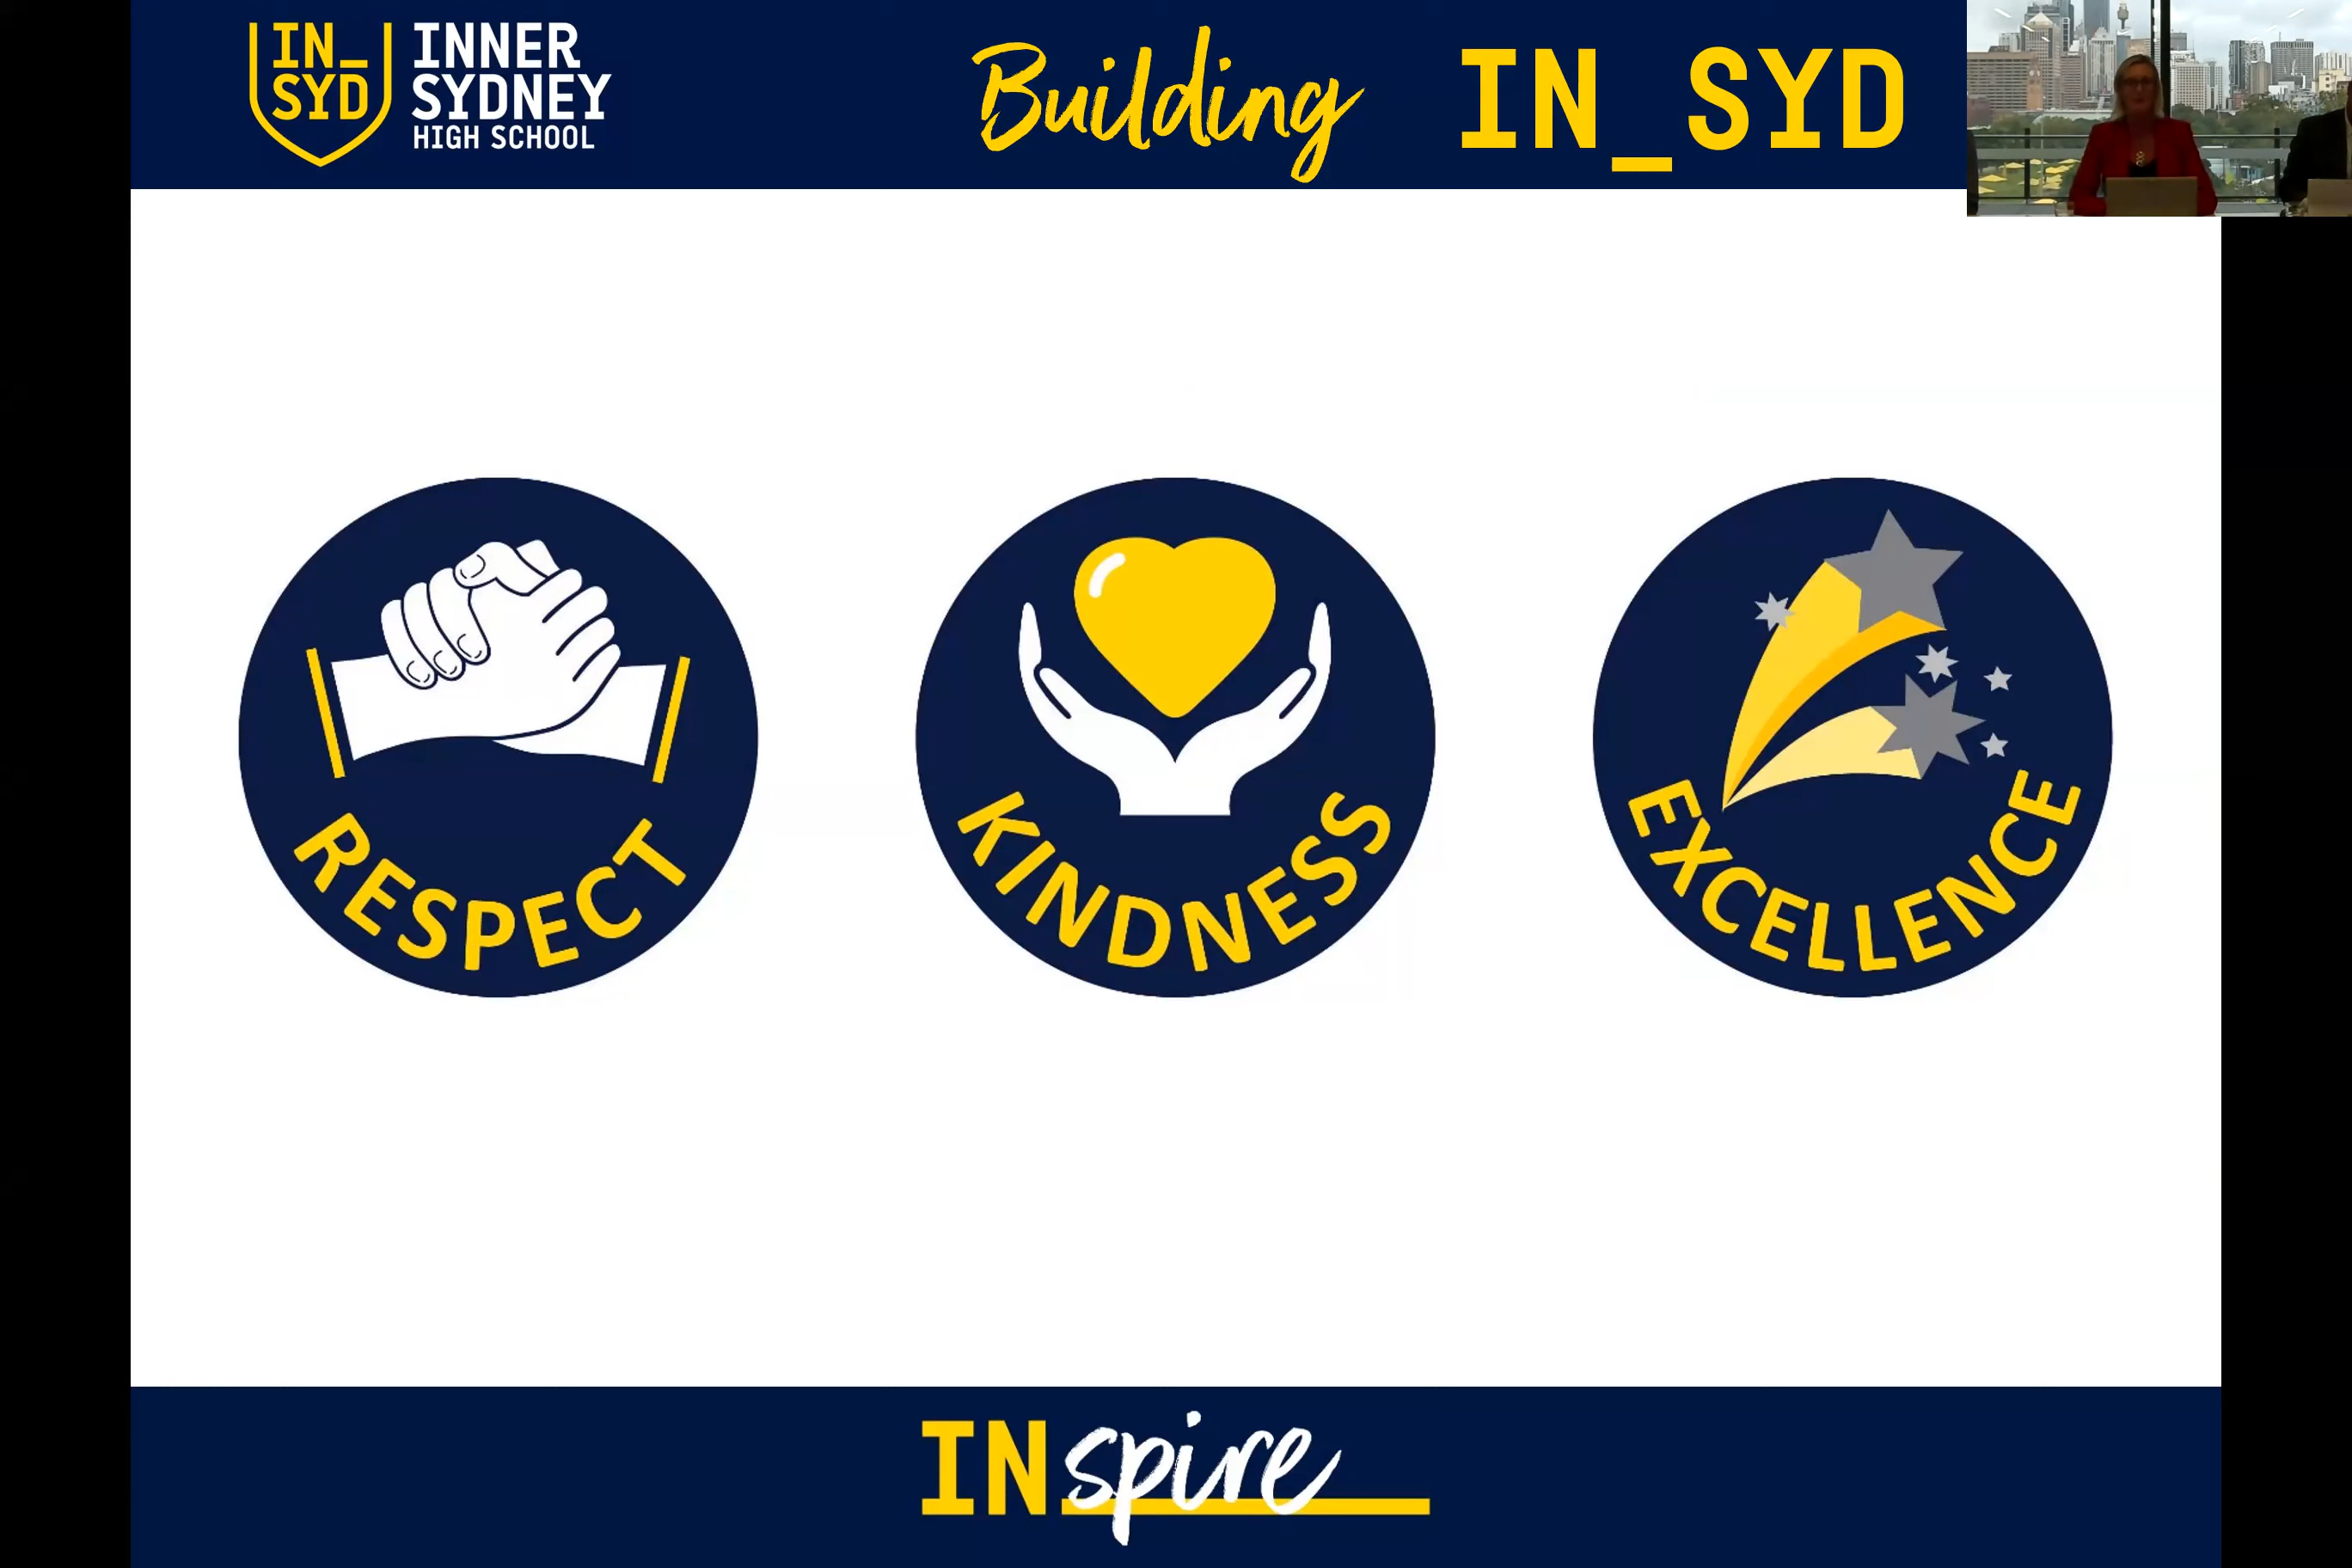 IN_
SYD
INNER
SYDNEY
HIGH SCHOOL
Building IN_SYD
RESPECT
KINDNESS
EXCELLENCE
INspire